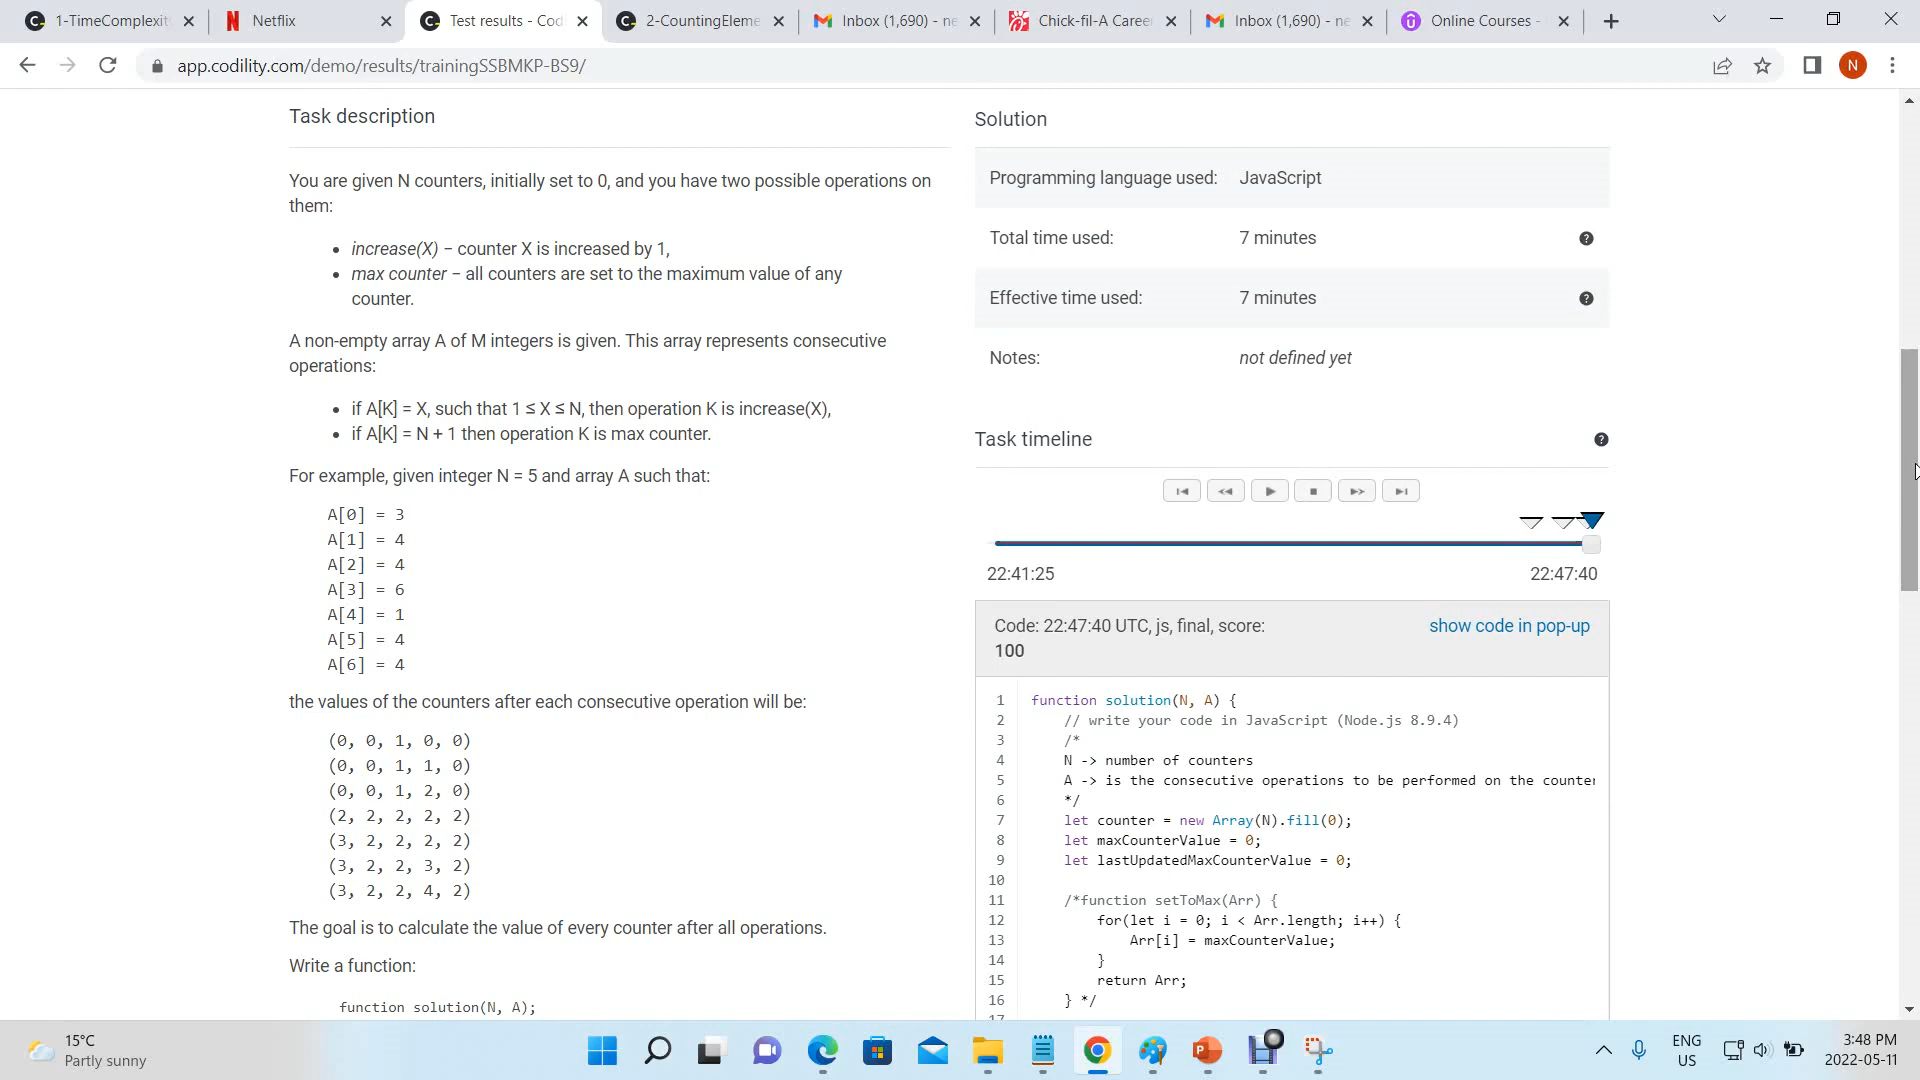 1-TimeComplexit
Netflix
Test results - Cod
2-CountingEleme
Inbox (1,690) - ne
Chick-fil-A Career
Inbox (1,690) - ne
Online Courses -
app.codility.com/demo/results/trainingSSBMKP-BS9/
N
Task description
You are given N counters, initially set to 0, and you have two possible operations on
them:
• increase(X) − counter X is increased by 1,
• max counter − all counters are set to the maximum value of any
counter.
A non-empty array A of M integers is given. This array represents consecutive
operations:
• if A[K] = X, such that 1 ≤ X ≤ N, then operation K is increase(X),
• if A[K] = N + 1 then operation K is max counter.
For example, given integer N = 5 and array A such that:
A[0] = 3
A[1] = 4
A[2] = 4
A[3] = 6
A[4] = 1
A[5] = 4
A[6] = 4
the values of the counters after each consecutive operation will be:
(0, 0, 1, 0, 0)
(0, 0, 1, 1, 0)
(0, 0, 1, 2, 0)
(2, 2, 2, 2, 2)
(3, 2, 2, 2, 2)
(3, 2, 2, 3, 2)
(3, 2, 2, 4, 2)
The goal is to calculate the value of every counter after all operations.
Write a function:
function solution(N, A);
Solution
Programming language used: JavaScript
Total time used: 7 minutes
Effective time used: 7 minutes
Notes: not defined yet
Task timeline
22:41:25 22:47:40
Code: 22:47:40 UTC, js, final, score:
100
show code in pop-up
1 function solution(N, A) {
2 // write your code in JavaScript (Node.js 8.9.4)
3 /*
4 N -> number of counters
5 A -> is the consecutive operations to be performed on the counter
6 */
7 let counter = new Array(N).fill(0);
8 let maxCounterValue = 0;
9 let lastUpdatedMaxCounterValue = 0;
10
11 /*function setToMax(Arr) {
12 for(let i = 0; i < Arr.length; i++) {
13 Arr[i] = maxCounterValue;
14 }
15 return Arr;
16 } */
17
15°C
Partly sunny
ENG
US
3:48 PM
2022-05-11